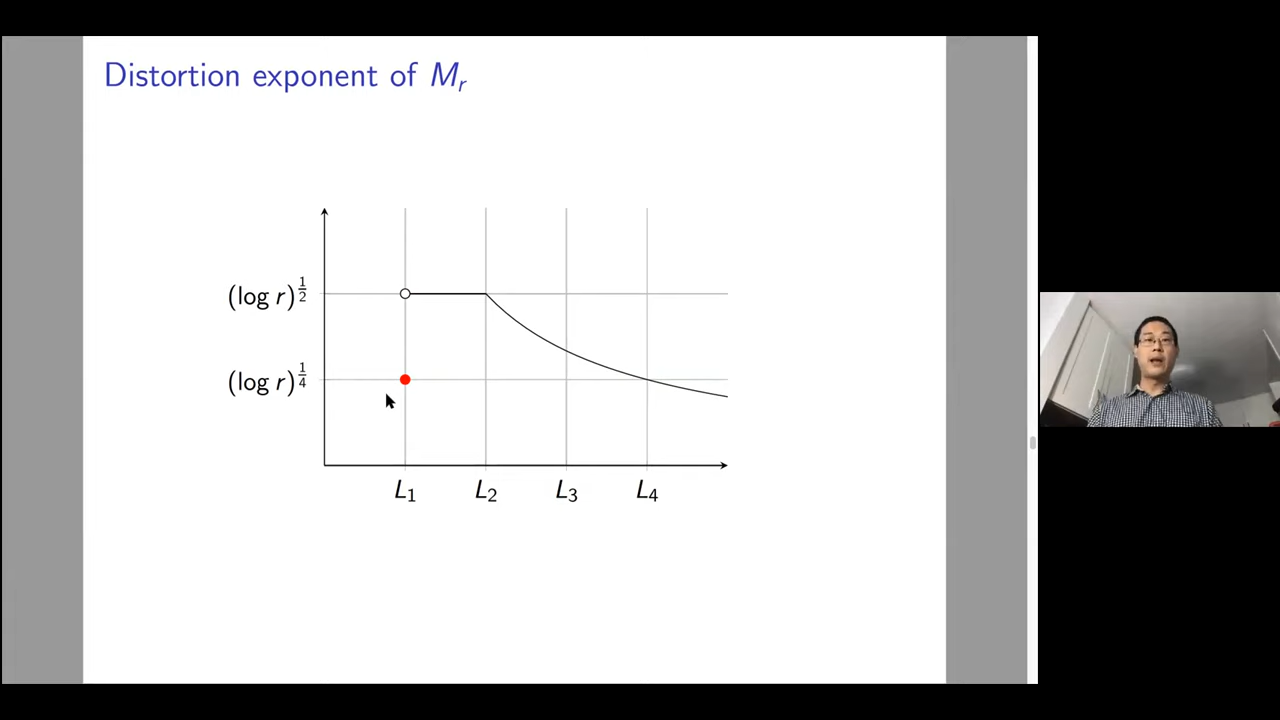 Distortion exponent of M_r
(log r)^{1/2}
(log r)^{1/4}
L_1 L_2 L_3 L_4